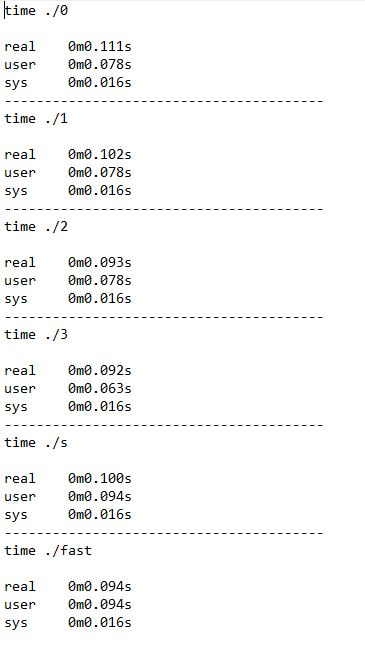 time ./0
real    0m0.111s
user    0m0.078s
sys     0m0.016s
----------------------------------------
time ./1
real    0m0.102s
user    0m0.078s
sys     0m0.016s
----------------------------------------
time ./2
real    0m0.093s
user    0m0.078s
sys     0m0.016s
----------------------------------------
time ./3
real    0m0.092s
user    0m0.063s
sys     0m0.016s
----------------------------------------
time ./s
real    0m0.100s
user    0m0.094s
sys     0m0.016s
----------------------------------------
time ./fast
real    0m0.094s
user    0m0.094s
sys     0m0.016s